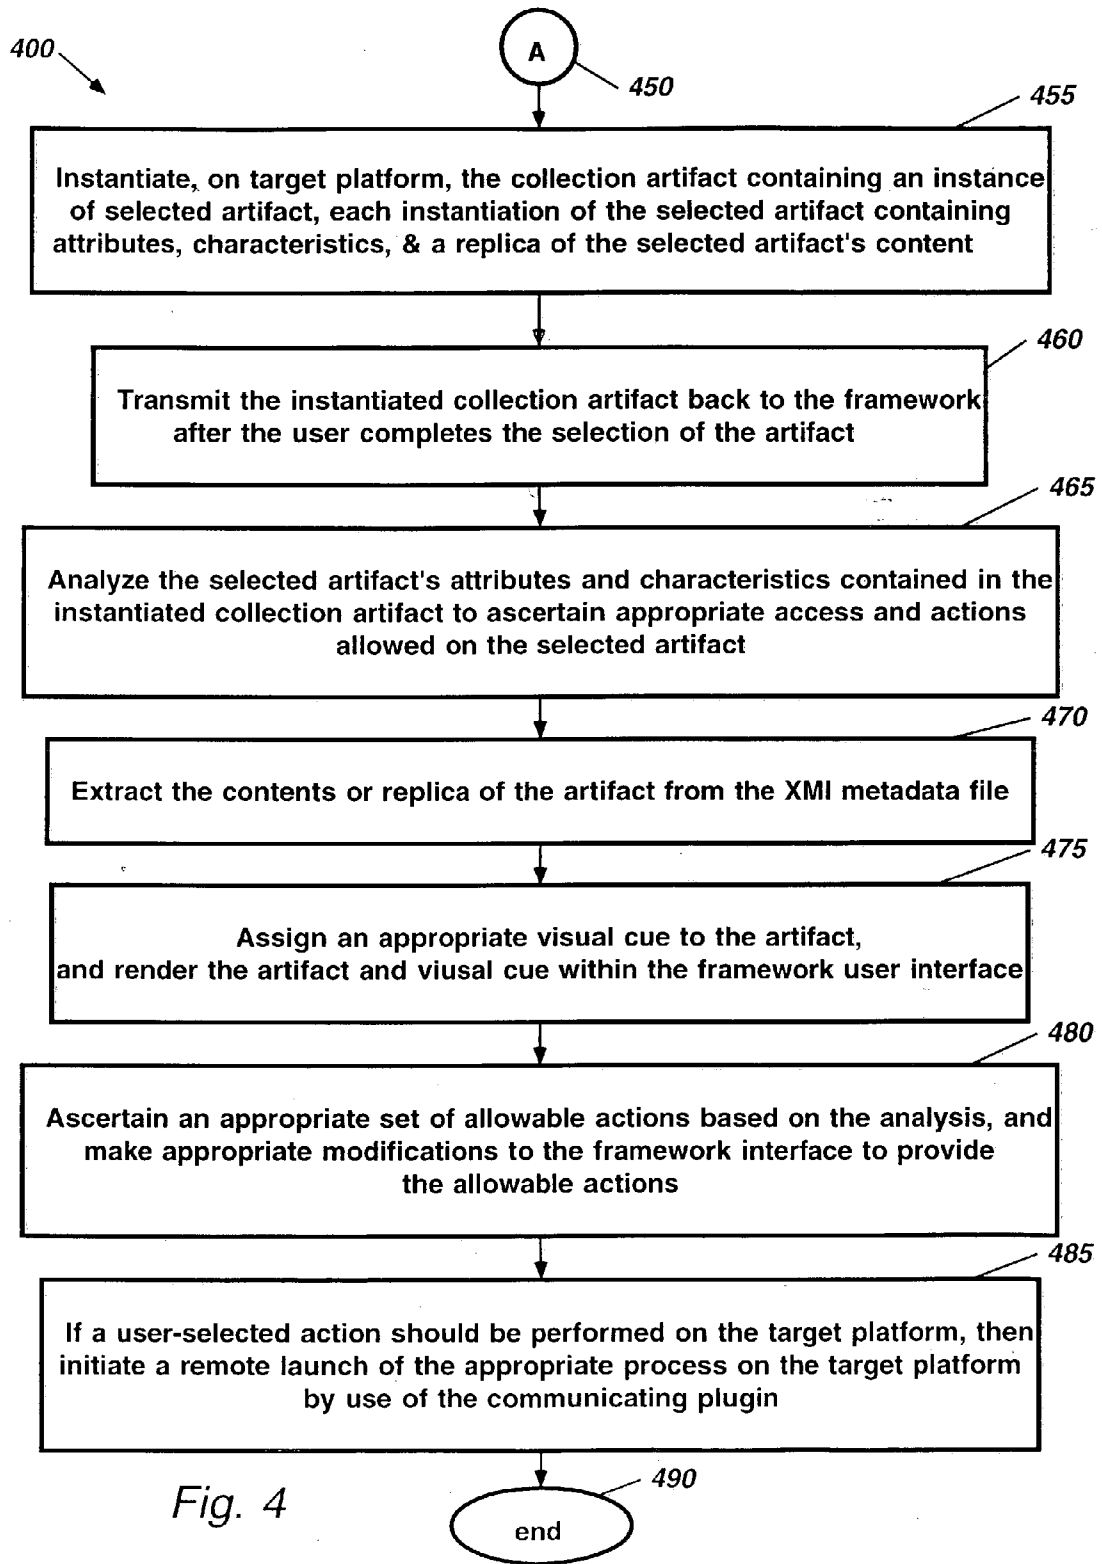 400
A
450
455
Instantiate, on target platform, the collection artifact containing an instance
of selected artifact, each instantiation of the selected artifact containing
attributes, characteristics, & a replica of the selected artifact's content
460
Transmit the instantiated collection artifact back to the framework
after the user completes the selection of the artifact
465
Analyze the selected artifact's attributes and characteristics contained in the
instantiated collection artifact to ascertain appropriate access and actions
allowed on the selected artifact
470
Extract the contents or replica of the artifact from the XMI metadata file
475
Assign an appropriate visual cue to the artifact,
and render the artifact and viusal cue within the framework user interface
480
Ascertain an appropriate set of allowable actions based on the analysis, and
make appropriate modifications to the framework interface to provide
the allowable actions
485
If a user-selected action should be performed on the target platform, then
initiate a remote launch of the appropriate process on the target platform
by use of the communicating plugin
490
Fig. 4
end